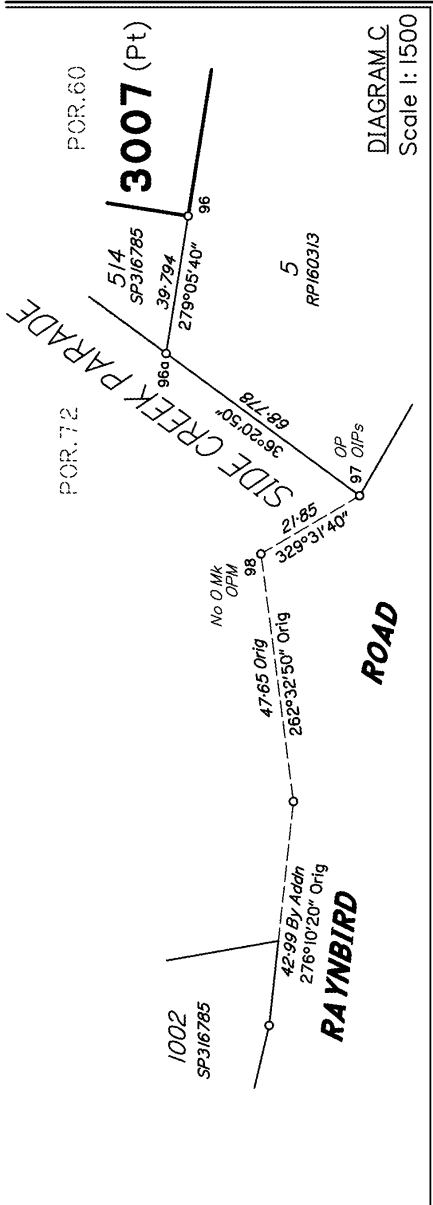 POR.60
3007 (Pt)
514
SP316785
39·794
279°05'40"
96
96a
POR.72
SIDE CREEK PARADE
5
RP160313
36°20'50"
68·778
97
OP
OIPs
21·85
329°31'40"
98
No O Mk
OPM
47·65 Orig
262°32'50" Orig
ROAD
42·99 By Addn
276°10'20" Orig
RAYNBIRD
1002
SP316785
DIAGRAM C
Scale 1:1500